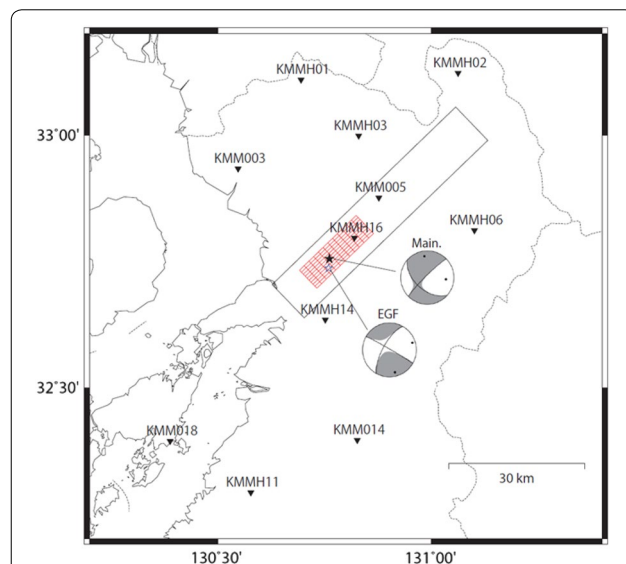 KMMH01
KMMH02
33°00'
KMMH03
KMM003
KMM005
KMMH16
KMMH06
Main.
KMMH14
EGF
32°30'
KMM018
KMM014
30 km
KMMH11
130°30'
131°00'